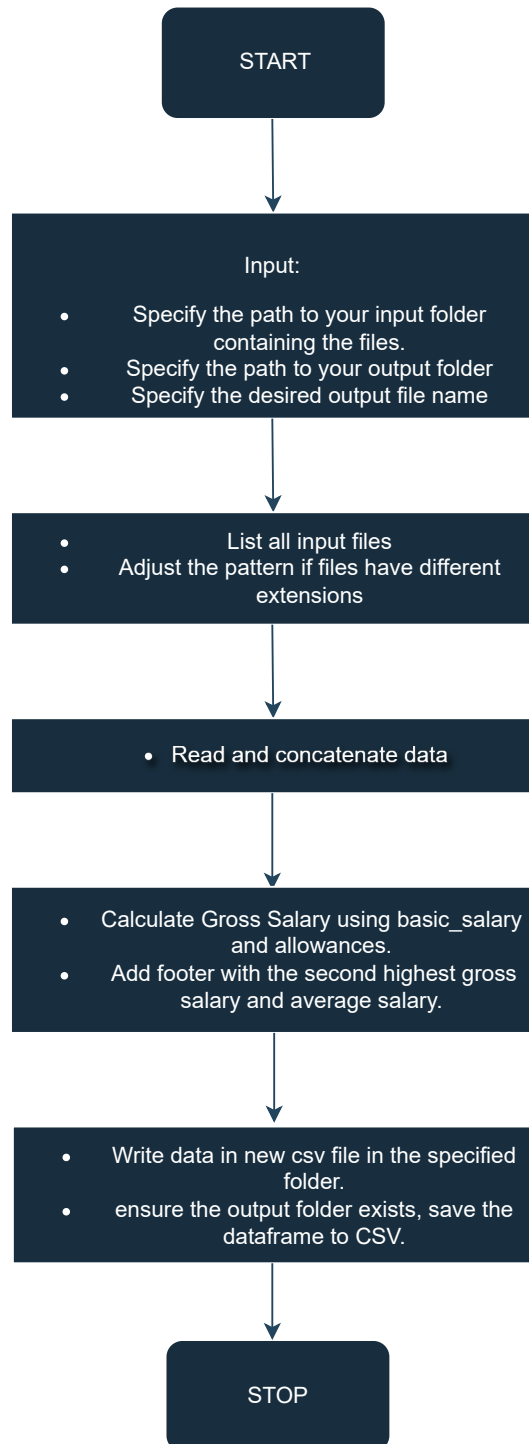 START
Input:
• Specify the path to your input folder
containing the files.
• Specify the path to your output folder
• Specify the desired output file name
• List all input files
• Adjust the pattern if files have different
extensions
• Read and concatenate data
• Calculate Gross Salary using basic_salary
and allowances.
• Add footer with the second highest gross
salary and average salary.
• Write data in new csv file in the specified
folder.
• ensure the output folder exists, save the
dataframe to CSV.
STOP